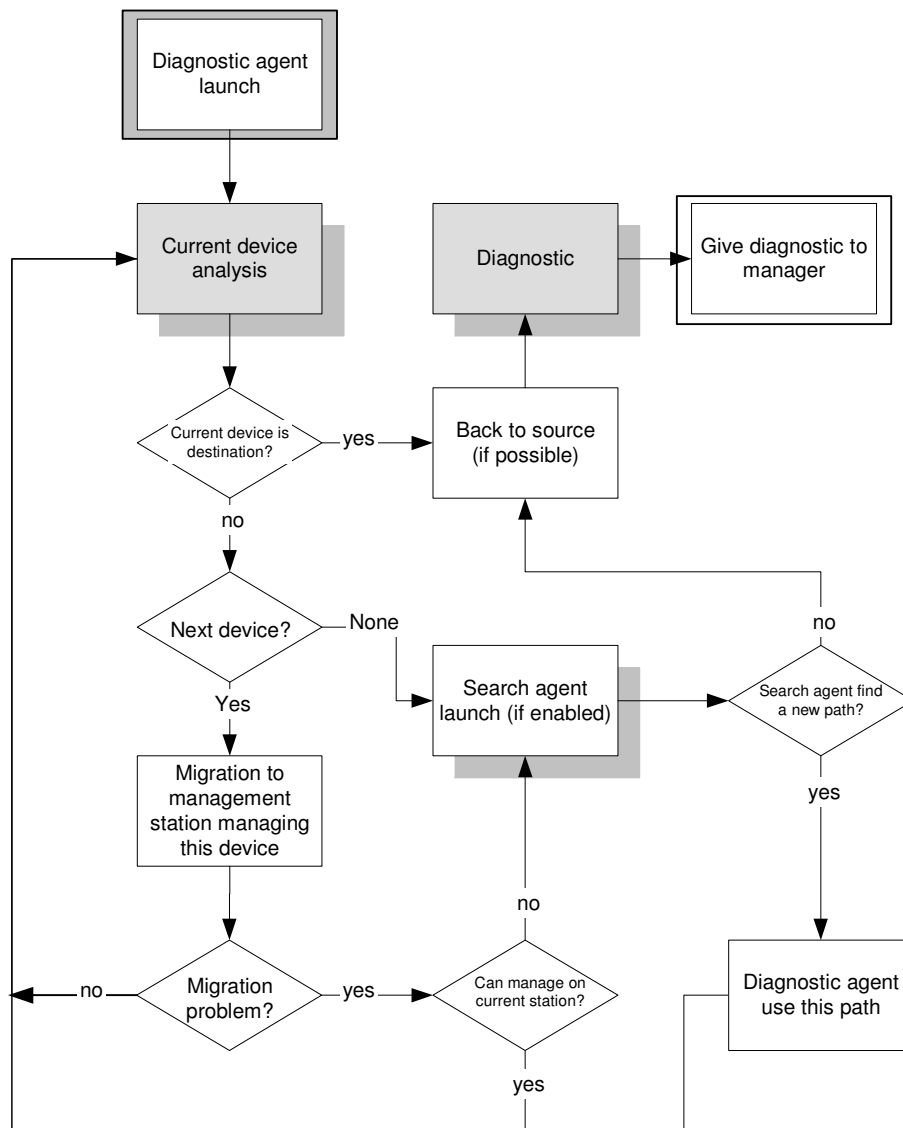 Diagnostic agent
launch
Current device
analysis
Diagnostic
Give diagnostic to
manager
Current device is
destination?
yes
Back to source
(if possible)
no
Next device?
None
Search agent
launch (if enabled)
no
Search agent find
a new path?
Yes
yes
Migration to
management
station managing
this device
no
no
Migration
problem?
yes
Can manage on
current station?
Diagnostic agent
use this path
yes